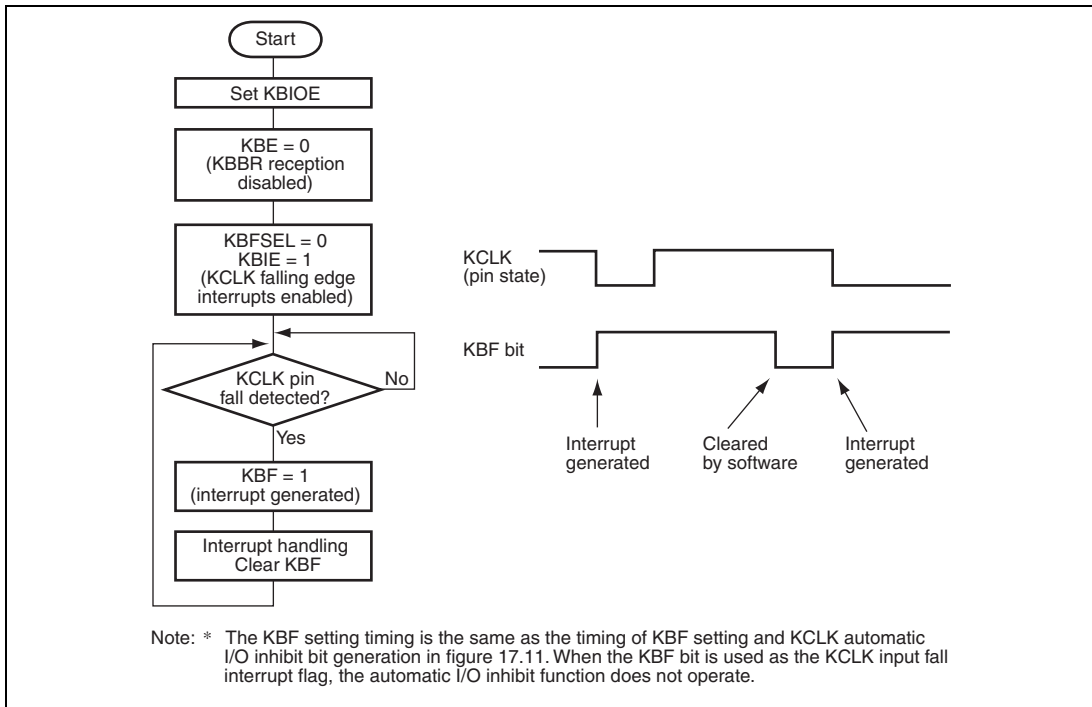 Start
Set KBIOE
KBE = 0
(KBBR reception
disabled)
KBFSEL = 0
KBIE = 1
(KCLK falling edge
interrupts enabled)
KCLK pin
fall detected?
No
Yes
KBF = 1
(interrupt generated)
Interrupt handling
Clear KBF
KCLK
(pin state)
KBF bit
Interrupt
generated
Cleared
by software
Interrupt
generated
Note: * The KBF setting timing is the same as the timing of KBF setting and KCLK automatic
I/O inhibit bit generation in figure 17.11. When the KBF bit is used as the KCLK input fall
interrupt flag, the automatic I/O inhibit function does not operate.